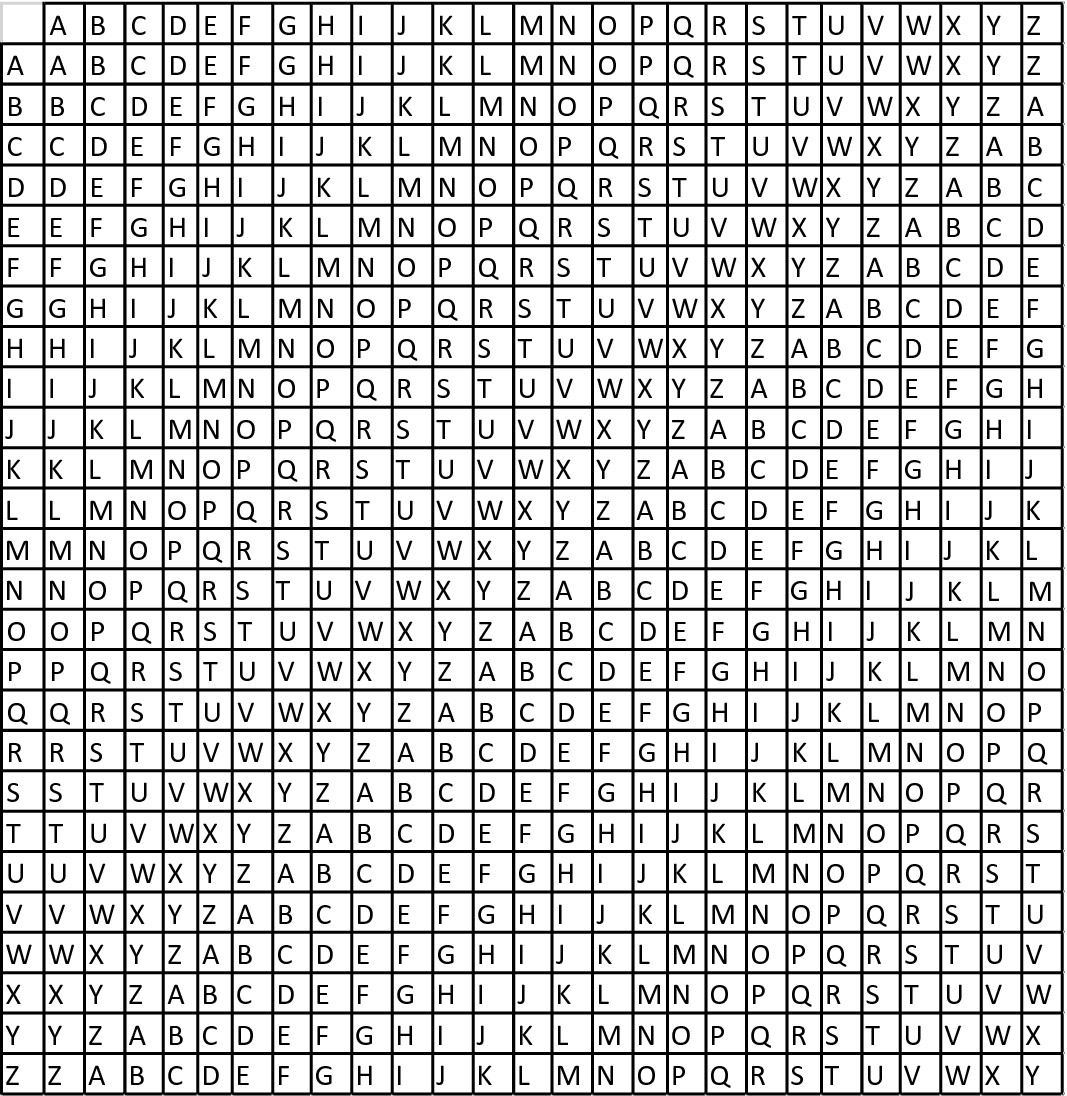 A B C D E F G H I J K L M N O P Q R S T U V W X Y Z
A A B C D E F G H I J K L M N O P Q R S T U V W X Y Z
B B C D E F G H I J K L M N O P Q R S T U V W X Y Z A
C C D E F G H I J K L M N O P Q R S T U V W X Y Z A B
D D E F G H I J K L M N O P Q R S T U V W X Y Z A B C
E E F G H I J K L M N O P Q R S T U V W X Y Z A B C D
F F G H I J K L M N O P Q R S T U V W X Y Z A B C D E
G G H I J K L M N O P Q R S T U V W X Y Z A B C D E F
H H I J K L M N O P Q R S T U V W X Y Z A B C D E F G
I I J K L M N O P Q R S T U V W X Y Z A B C D E F G H
J J K L M N O P Q R S T U V W X Y Z A B C D E F G H I
K K L M N O P Q R S T U V W X Y Z A B C D E F G H I J
L L M N O P Q R S T U V W X Y Z A B C D E F G H I J K
M M N O P Q R S T U V W X Y Z A B C D E F G H I J K L
N N O P Q R S T U V W X Y Z A B C D E F G H I J K L M
O O P Q R S T U V W X Y Z A B C D E F G H I J K L M N
P P Q R S T U V W X Y Z A B C D E F G H I J K L M N O
Q Q R S T U V W X Y Z A B C D E F G H I J K L M N O P
R R S T U V W X Y Z A B C D E F G H I J K L M N O P Q
S S T U V W X Y Z A B C D E F G H I J K L M N O P Q R
T T U V W X Y Z A B C D E F G H I J K L M N O P Q R S
U U V W X Y Z A B C D E F G H I J K L M N O P Q R S T
V V W X Y Z A B C D E F G H I J K L M N O P Q R S T U
W W X Y Z A B C D E F G H I J K L M N O P Q R S T U V
X X Y Z A B C D E F G H I J K L M N O P Q R S T U V W
Y Y Z A B C D E F G H I J K L M N O P Q R S T U V W X
Z Z A B C D E F G H I J K L M N O P Q R S T U V W X Y